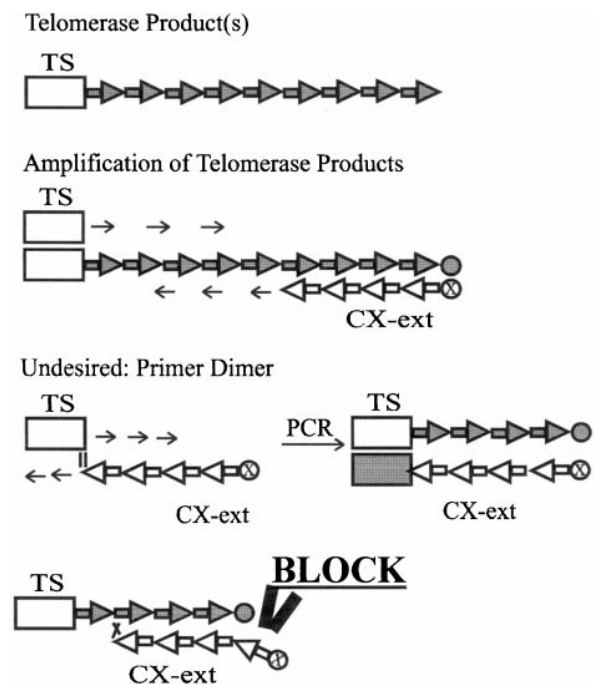 Telomerase Product(s)
TS
Amplification of Telomerase Products
TS
CX-ext
Undesired: Primer Dimer
TS
PCR
TS
CX-ext
CX-ext
BLOCK
TS
CX-ext